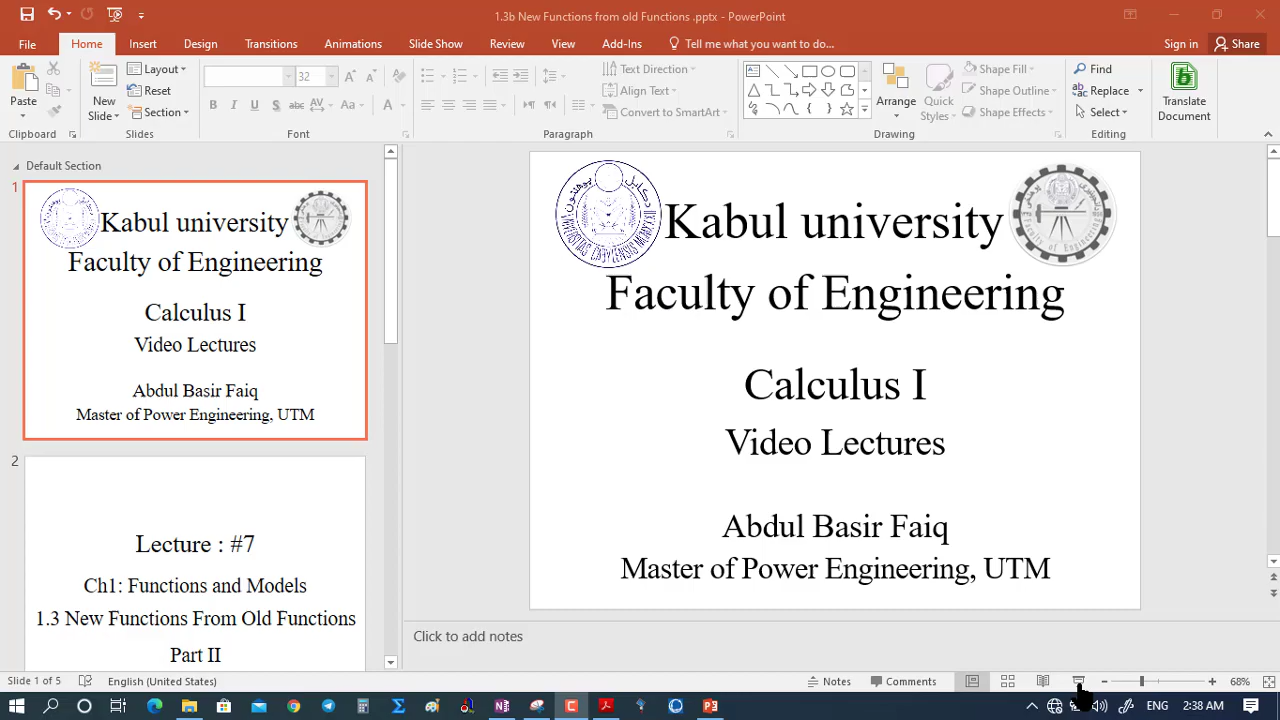 1.3b New Functions from old Functions .pptx - PowerPoint
File Home Insert Design Transitions Animations Slide Show Review View Add-Ins Tell me what you want to do... Sign in Share
Paste
Clipboard
New Slide
Layout
Reset
Section
Slides
32
B I U S abc AV Aa A
Font
Text Direction
Align Text
Convert to SmartArt
Paragraph
Arrange
Quick Styles
Shape Fill
Shape Outline
Shape Effects
Drawing
Find
Replace
Select
Editing
Translate Document
Default Section
1
Kabul university
Faculty of Engineering
Calculus I
Video Lectures
Abdul Basir Faiq
Master of Power Engineering, UTM
2
Lecture : #7
Ch1: Functions and Models
1.3 New Functions From Old Functions
Part II
Kabul university
Faculty of Engineering
Calculus I
Video Lectures
Abdul Basir Faiq
Master of Power Engineering, UTM
Click to add notes
Slide 1 of 5 English (United States) Notes Comments 68%
ENG 2:38 AM